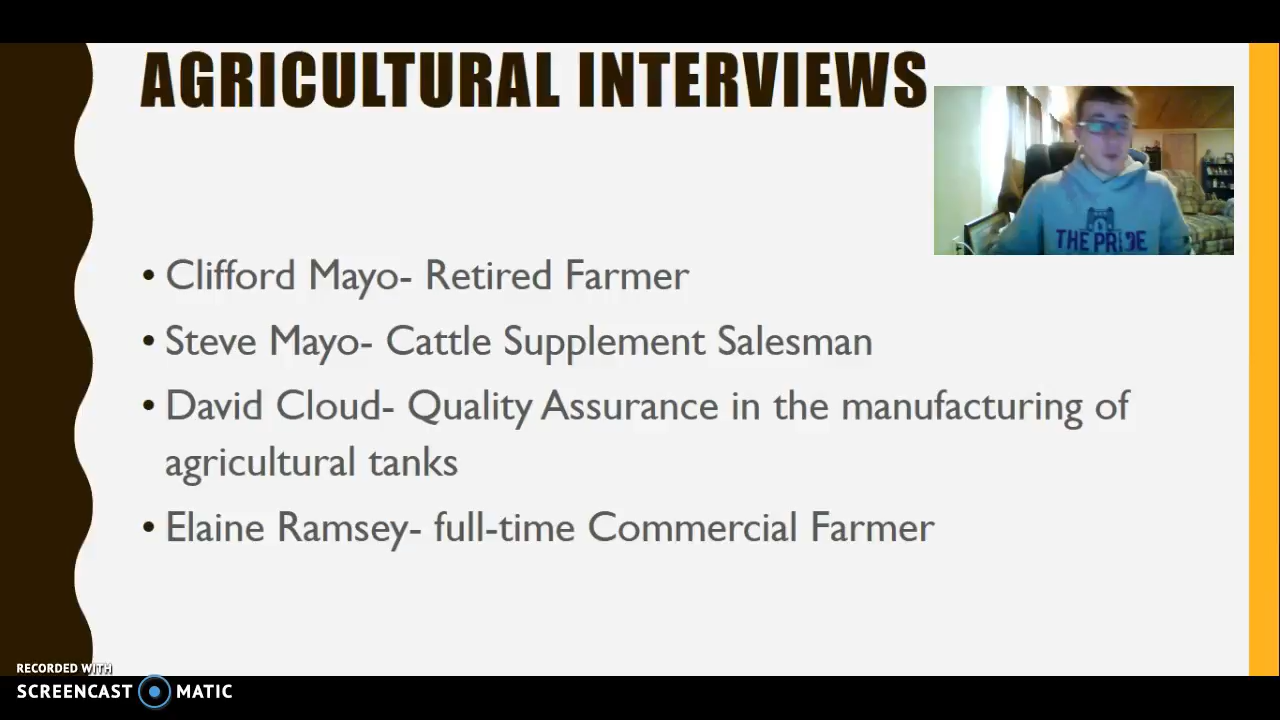 AGRICULTURAL INTERVIEWS
THE PRIDE
• Clifford Mayo- Retired Farmer
• Steve Mayo- Cattle Supplement Salesman
• David Cloud- Quality Assurance in the manufacturing of
agricultural tanks
• Elaine Ramsey- full-time Commercial Farmer
RECORDED WITH
SCREENCAST MATIC